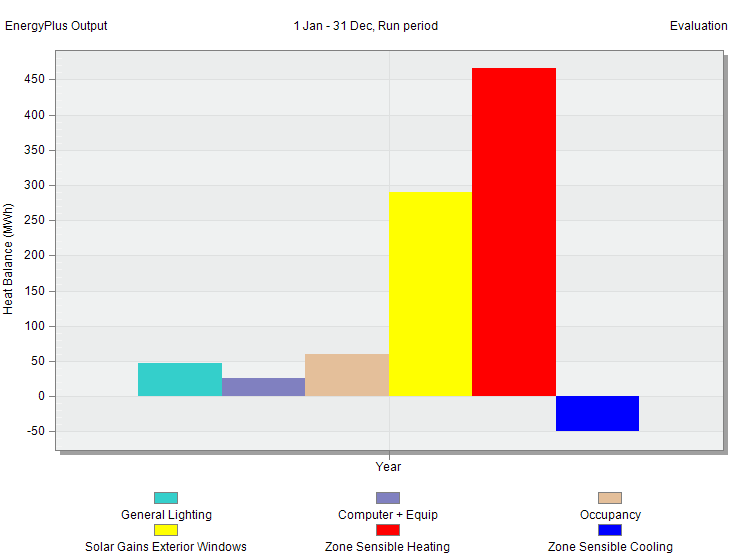 EnergyPlus Output 1 Jan - 31 Dec, Run period Evaluation
Heat Balance (MWh)
450
400
350
300
250
200
150
100
50
0
-50
Year
General Lighting Computer + Equip Occupancy
Solar Gains Exterior Windows Zone Sensible Heating Zone Sensible Cooling